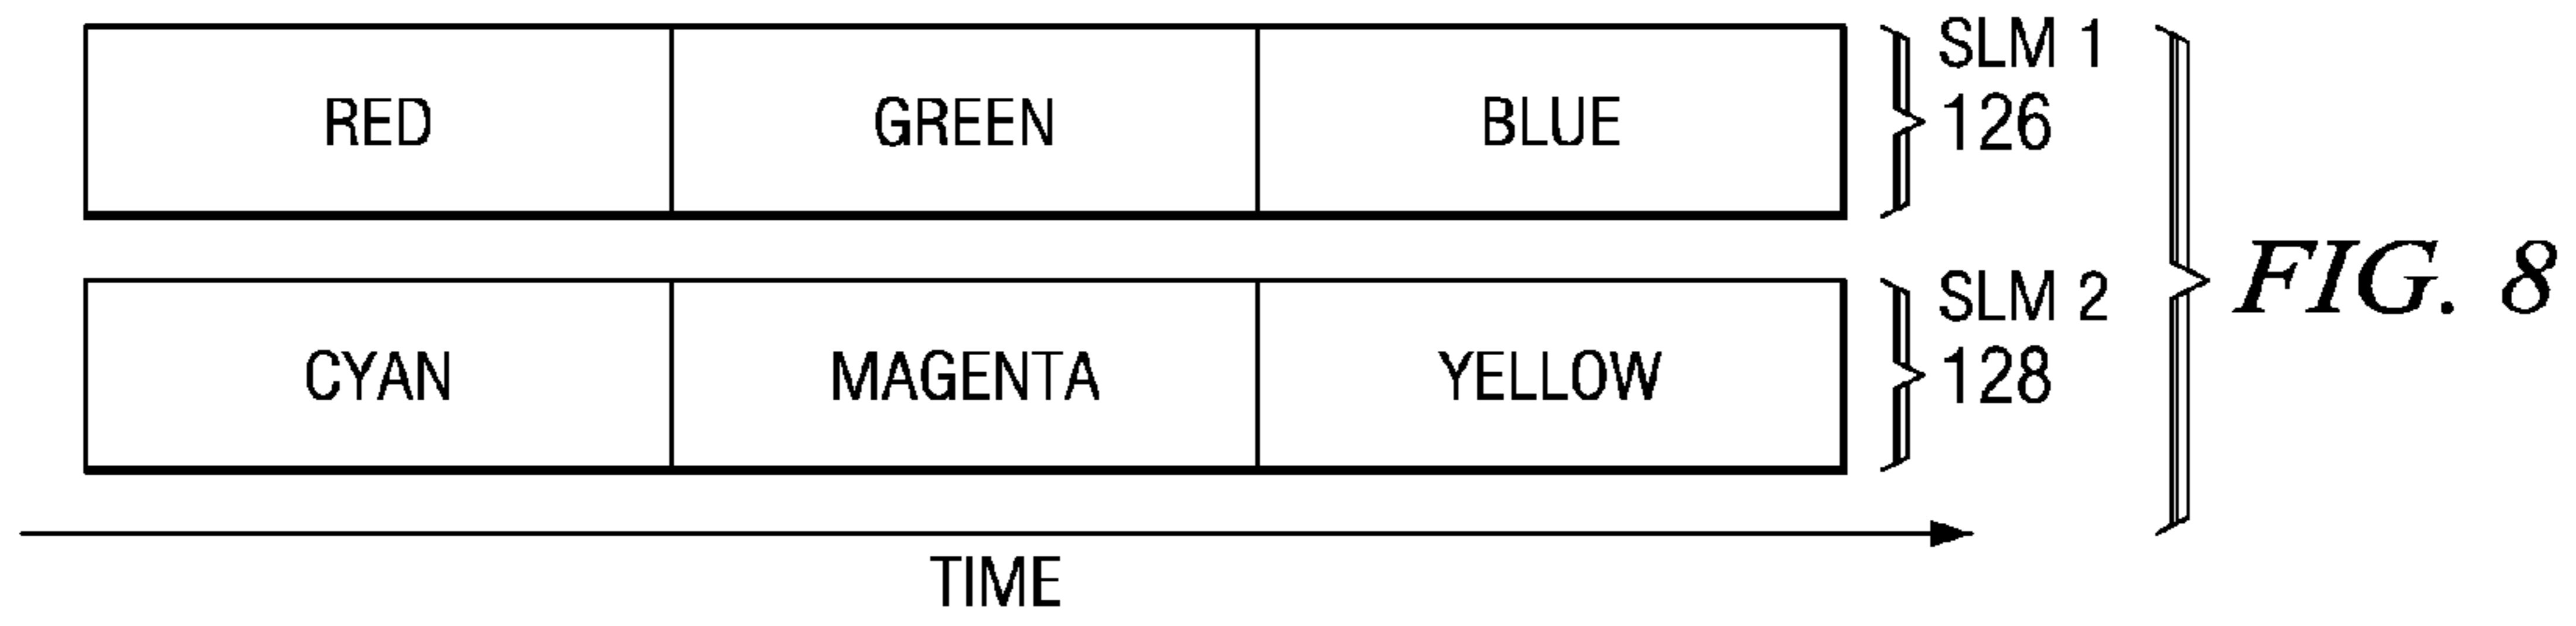 RED GREEN BLUE
SLM 1
126
CYAN MAGENTA YELLOW
SLM 2
128
TIME
FIG. 8